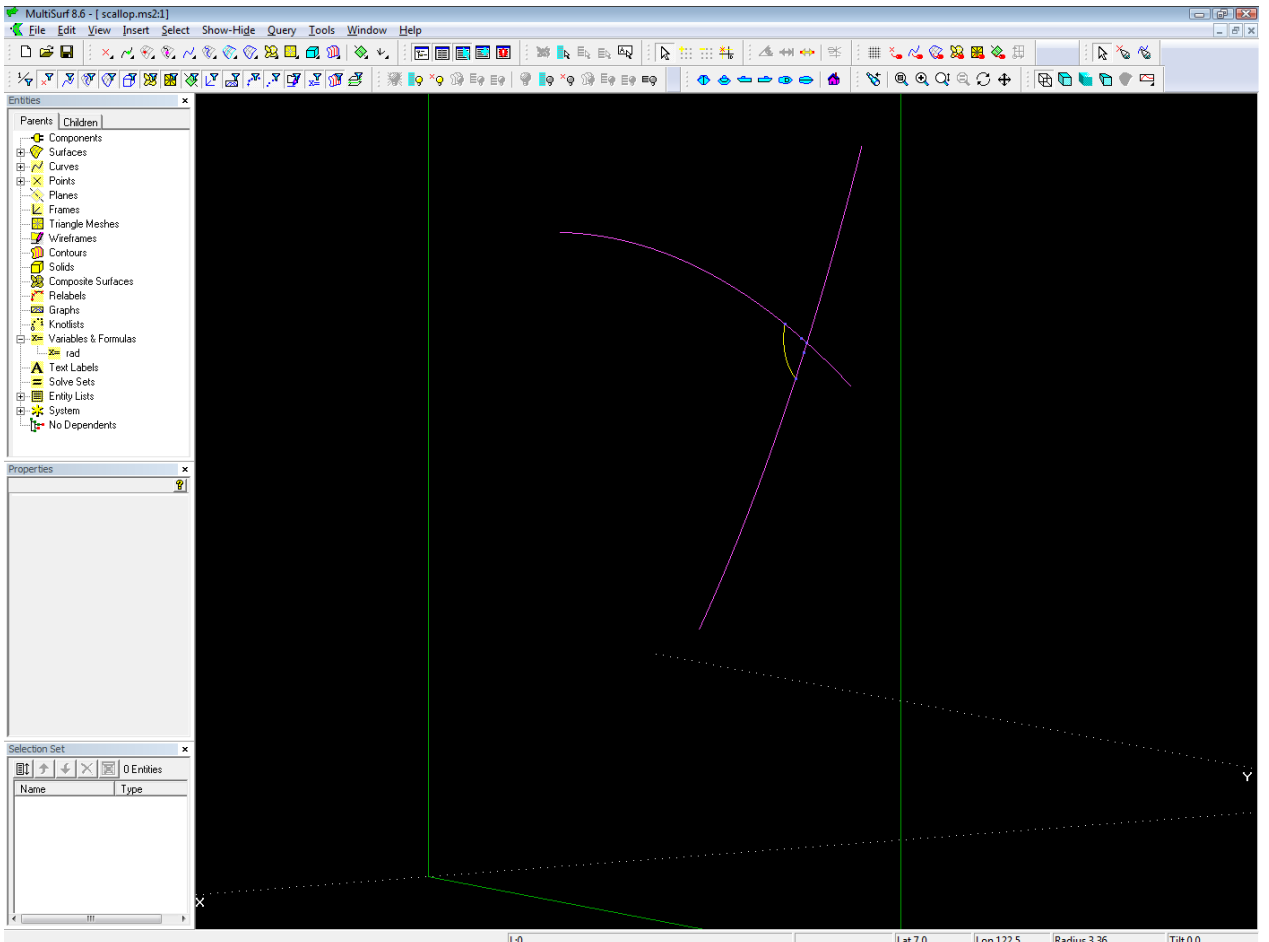 MultiSurf 8.6 - [ scallop.ms2:1]
File Edit View Insert Select Show-Hide Query Tools Window Help
Entities
Parents Children
Components
Surfaces
Curves
Points
Planes
Frames
Triangle Meshes
Wireframes
Contours
Solids
Composite Surfaces
Relabels
Graphs
Knotlists
Variables & Formulas
rad
Text Labels
Solve Sets
Entity Lists
System
No Dependents
Properties
Selection Set
0 Entities
Name Type
Y
X
L:0 Lat 7.0 Lon 122.5 Radius 3.36 Tilt 0.0